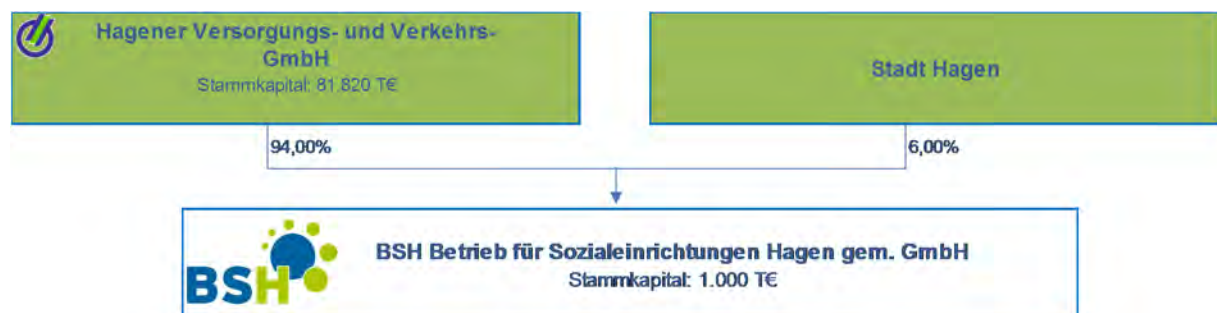 Hagener Versorgungs- und Verkehrs-
GmbH
Stammkapital: 81.820 T€
Stadt Hagen
94,00%
6,00%
BSH
BSH Betrieb für Sozialeinrichtungen Hagen gem. GmbH
Stammkapital: 1.000 T€